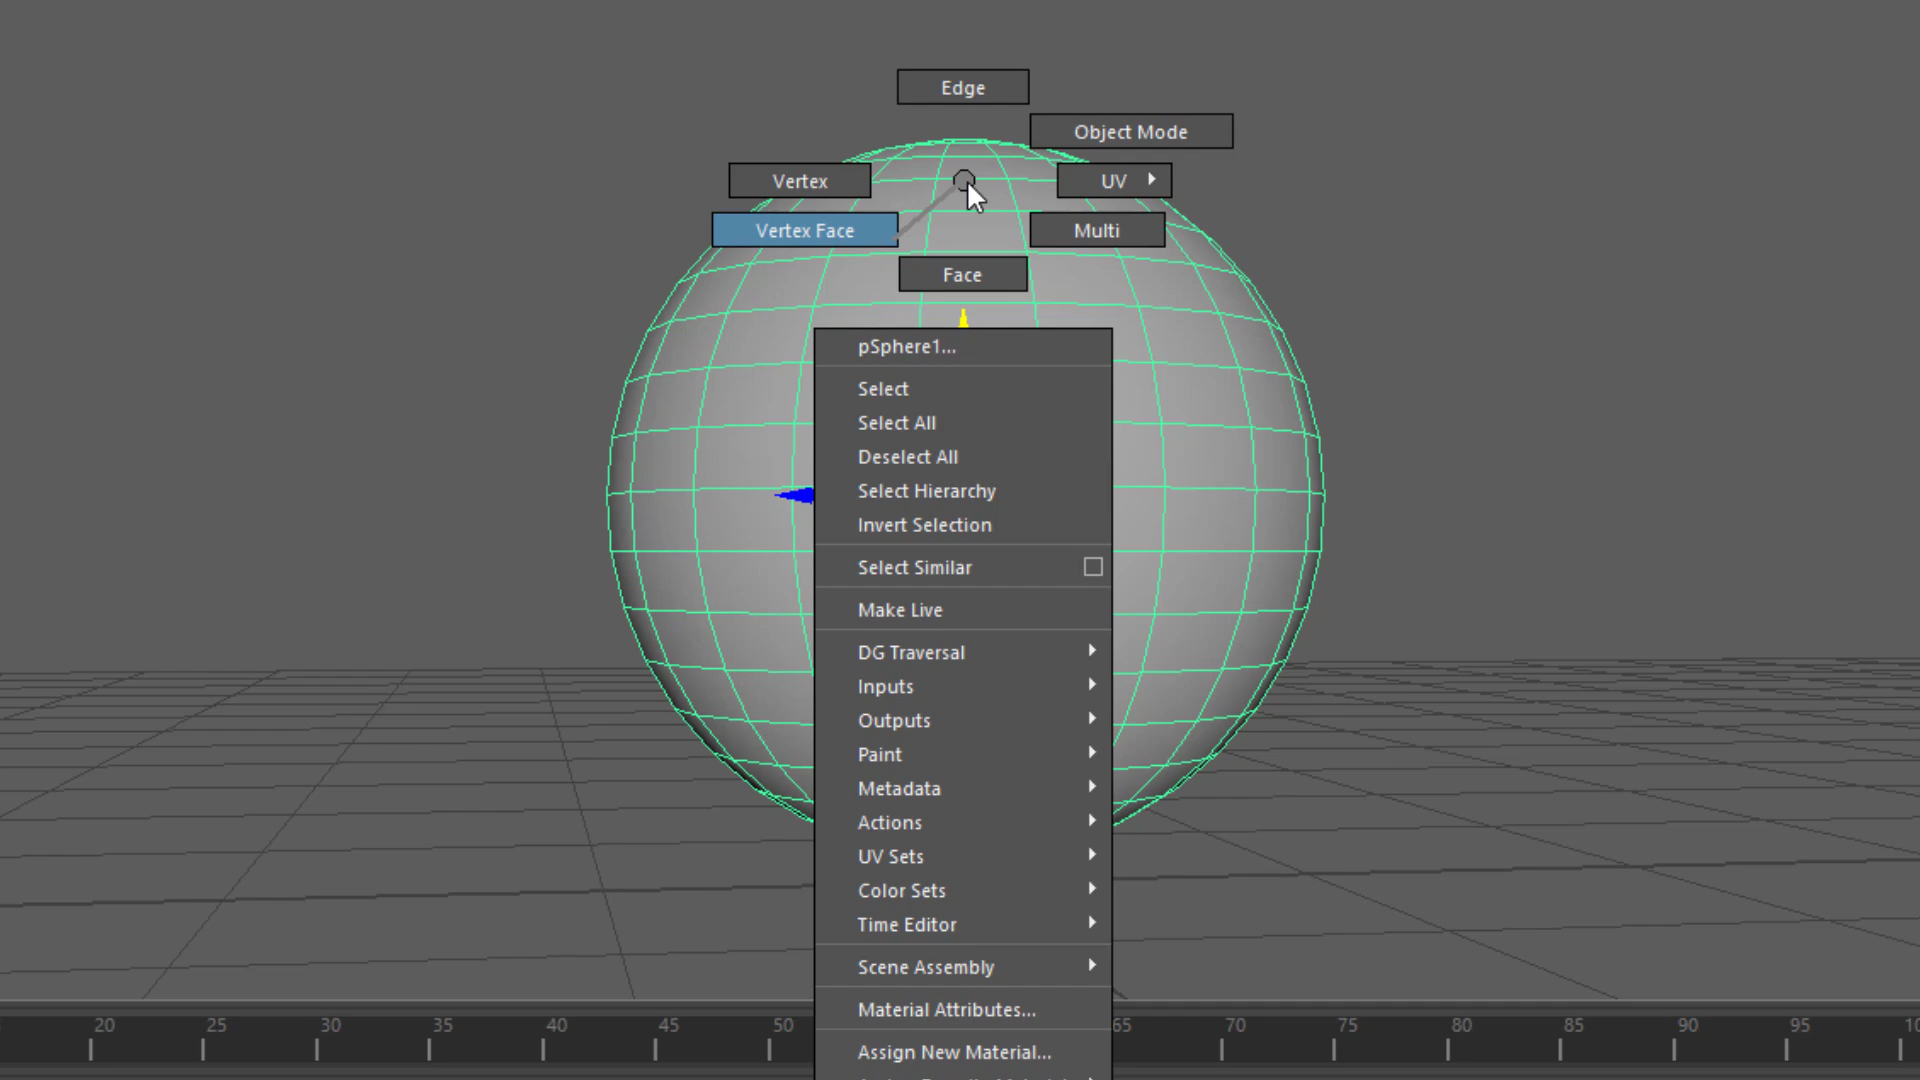 Edge
Object Mode
Vertex
UV
Vertex Face
Multi
Face
pSphere1...
Select
Select All
Deselect All
Select Hierarchy
Invert Selection
Select Similar
Make Live
DG Traversal
Inputs
Outputs
Paint
Metadata
Actions
UV Sets
Color Sets
Time Editor
Scene Assembly
Material Attributes...
20 25 30 35 40 45 50 65 70 75 80 85 90 95
Assign New Material...